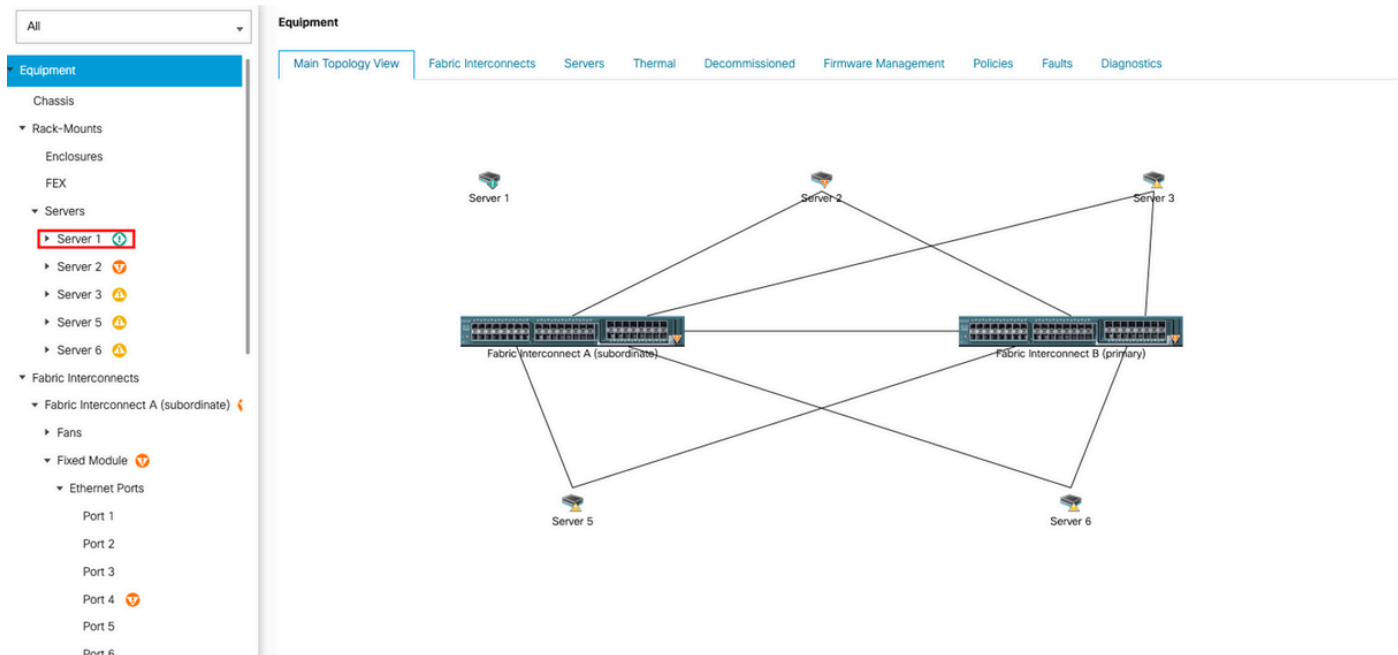 All
Equipment
Chassis
Rack-Mounts
Enclosures
FEX
Servers
Server 1
Server 2
Server 3
Server 5
Server 6
Fabric Interconnects
Fabric Interconnect A (subordinate)
Fans
Fixed Module
Ethernet Ports
Port 1
Port 2
Port 3
Port 4
Port 5
Port 6
Equipment
Main Topology View Fabric Interconnects Servers Thermal Decommissioned Firmware Management Policies Faults Diagnostics
Server 1 Server 2 Server 3
Fabric Interconnect A (subordinate) Fabric Interconnect B (primary)
Server 5 Server 6